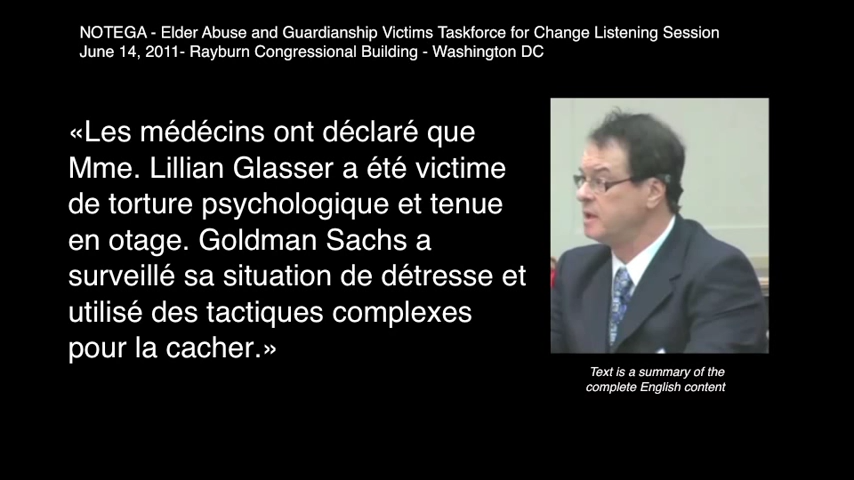 NOTEGA - Elder Abuse and Guardianship Victims Taskforce for Change Listening Session
June 14, 2011- Rayburn Congressional Building - Washington DC
«Les médécins ont déclaré que
Mme. Lillian Glasser a été victime
de torture psychologique et tenue
en otage. Goldman Sachs a
surveillé sa situation de détresse et
utilisé des tactiques complexes
pour la cacher.»
Text is a summary of the
complete English content